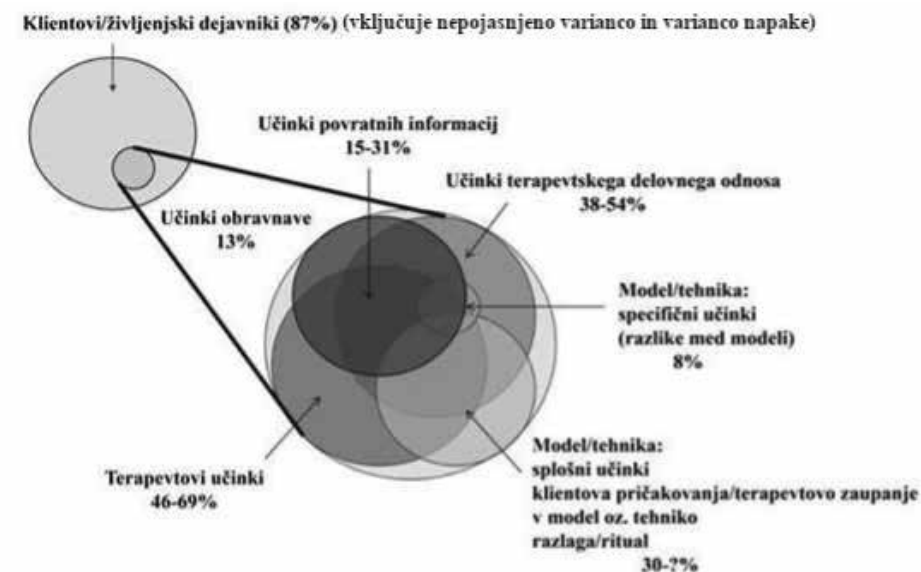 Klientovi/življenjski dejavniki (87%) (vključuje nepojasnjeno varianco in varianco napake)
Učinki povratnih informacij
15-31%
Učinki terapevtskega delovnega odnosa
38-54%
Učinki obravnave
13%
Model/tehnika:
specifični učinki
(razlike med modeli)
8%
Terapevtovi učinki
46-69%
Model/tehnika:
splošni učinki
klientova pričakovanja/terapevtovo zaupanje
v model oz. tehniko
razlaga/ritual
30-?%